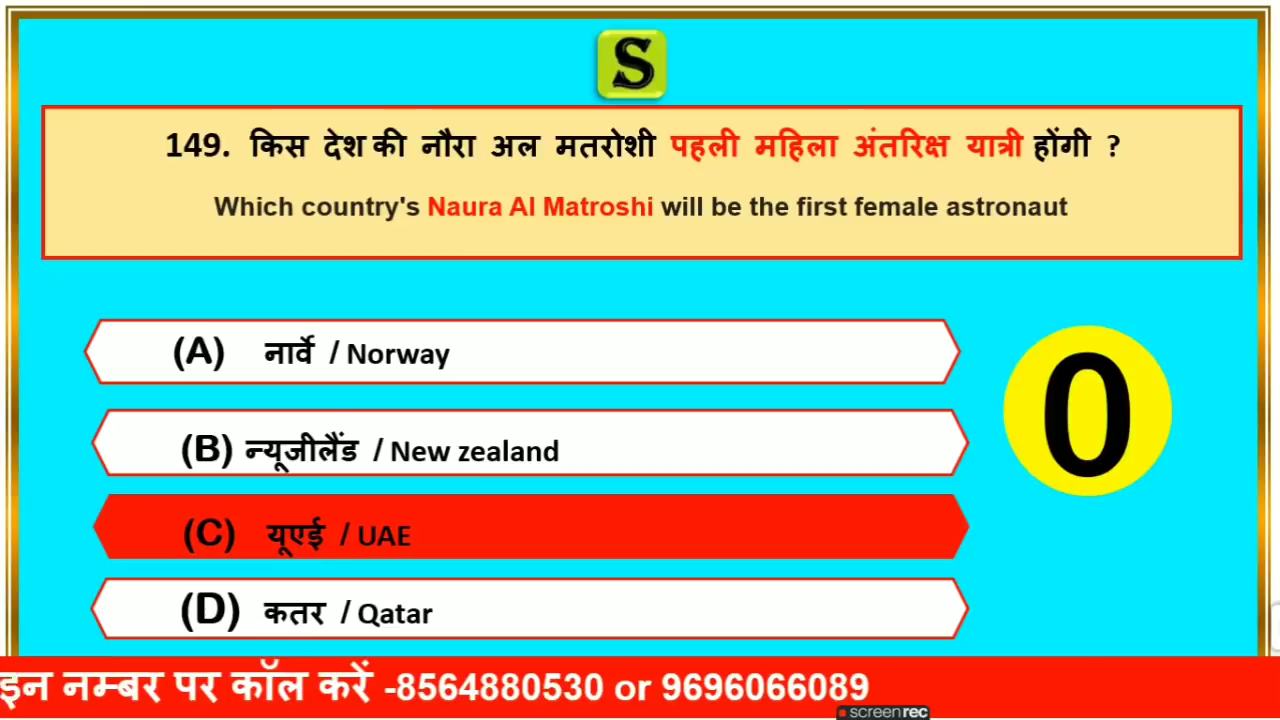 S
149. किस देश की नौरा अल मतरोशी पहली महिला अंतरिक्ष यात्री होंगी ?
Which country's Naura Al Matroshi will be the first female astronaut
(A) नार्वे / Norway
(B) न्यूजीलैंड / New zealand
(C) यूएई / UAE
(D) कतर / Qatar
0
इन नम्बर पर कॉल करें -8564880530 or 9696066089
screenrec